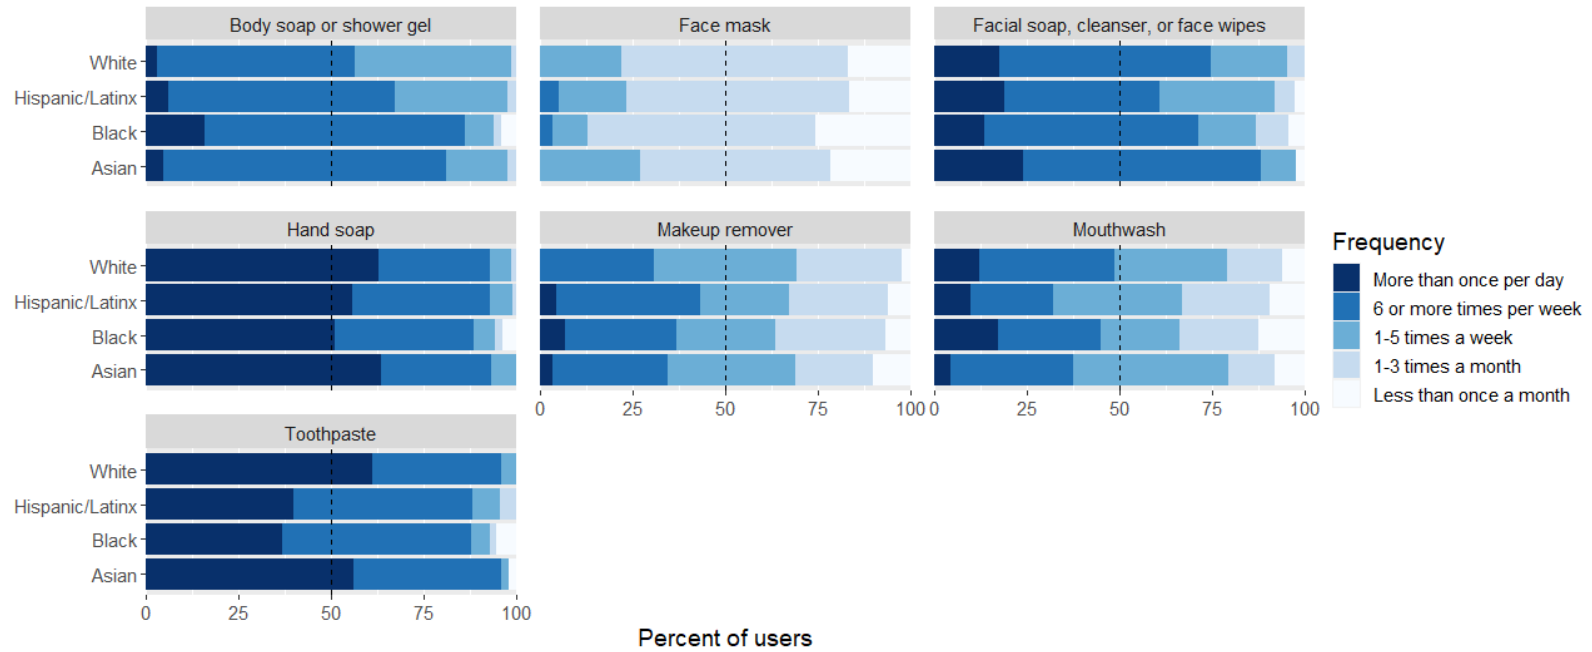 Body soap or shower gel
Face mask
Facial soap, cleanser, or face wipes
White
Hispanic/Latinx
Black
Asian
Hand soap
Makeup remover
Mouthwash
White
Hispanic/Latinx
Black
Asian
0 25 50 75 100
0 25 50 75 100
Toothpaste
White
Hispanic/Latinx
Black
Asian
0 25 50 75 100
Percent of users
Frequency
More than once per day
6 or more times per week
1-5 times a week
1-3 times a month
Less than once a month